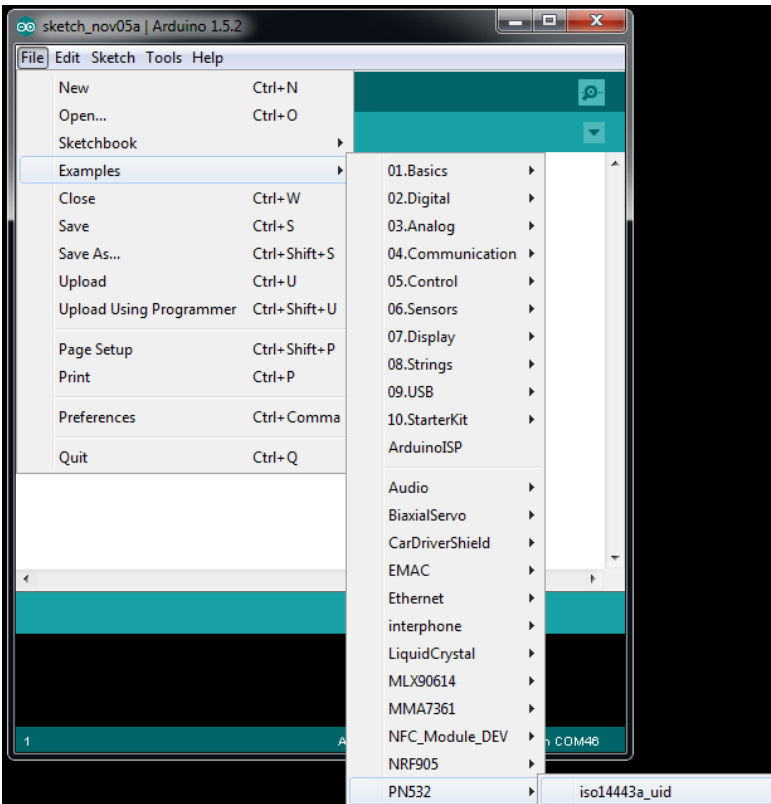 sketch_nov05a | Arduino 1.5.2
File Edit Sketch Tools Help
New Ctrl+N
Open... Ctrl+O
Sketchbook
Examples
Close Ctrl+W
Save Ctrl+S
Save As... Ctrl+Shift+S
Upload Ctrl+U
Upload Using Programmer Ctrl+Shift+U
Page Setup Ctrl+Shift+P
Print Ctrl+P
Preferences Ctrl+Comma
Quit Ctrl+Q
01.Basics
02.Digital
03.Analog
04.Communication
05.Control
06.Sensors
07.Display
08.Strings
09.USB
10.StarterKit
ArduinoISP
Audio
BiaxialServo
CarDriverShield
EMAC
Ethernet
interphone
LiquidCrystal
MLX90614
MMA7361
NFC_Module_DEV
NRF905
PN532
iso14443a_uid
1 COM46